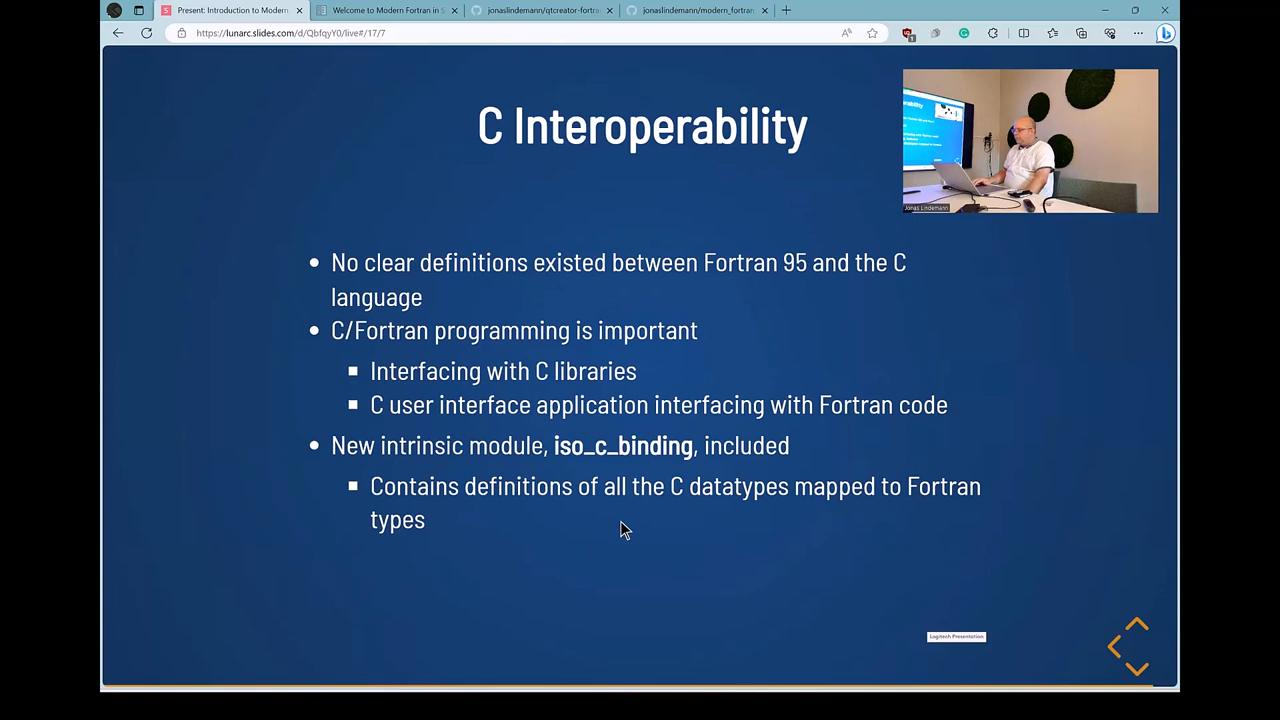 Present: Introduction to Modern
Welcome to Modern Fortran in S
jonaslindemann/qtcreator-fortra
jonaslindemann/modern_fortran
https://lunarc.slides.com/d/QbfqyY0/live#/17/7
C Interoperability
Jonas Lindemann
• No clear definitions existed between Fortran 95 and the C
language
• C/Fortran programming is important
▪ Interfacing with C libraries
▪ C user interface application interfacing with Fortran code
• New intrinsic module, iso_c_binding, included
▪ Contains definitions of all the C datatypes mapped to Fortran
types
Logitech Presentation